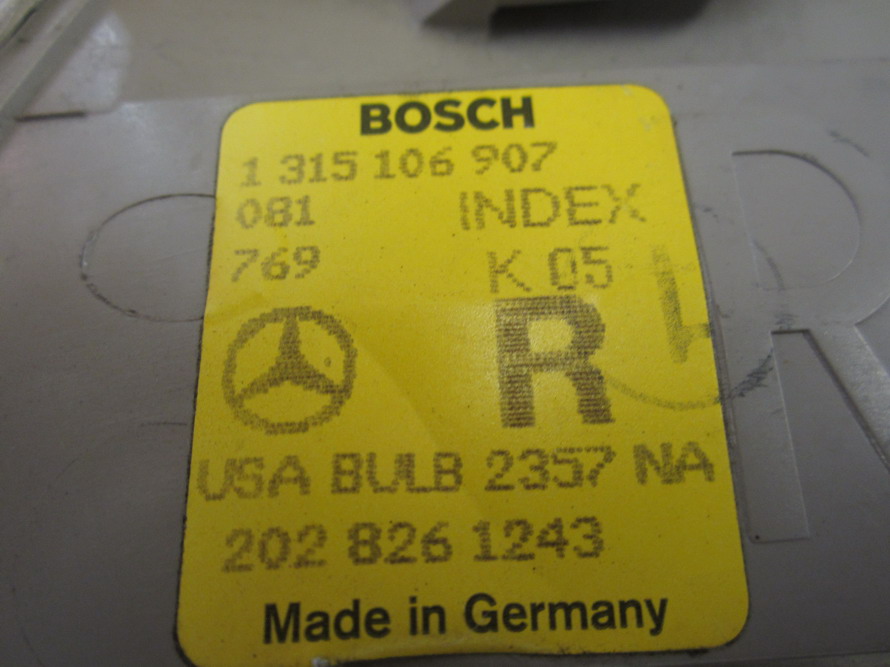 BOSCH
1 315 106 907
081 INDEX
769 K 05
R
USA BULB 2357 NA
202 826 1243
Made in Germany
R